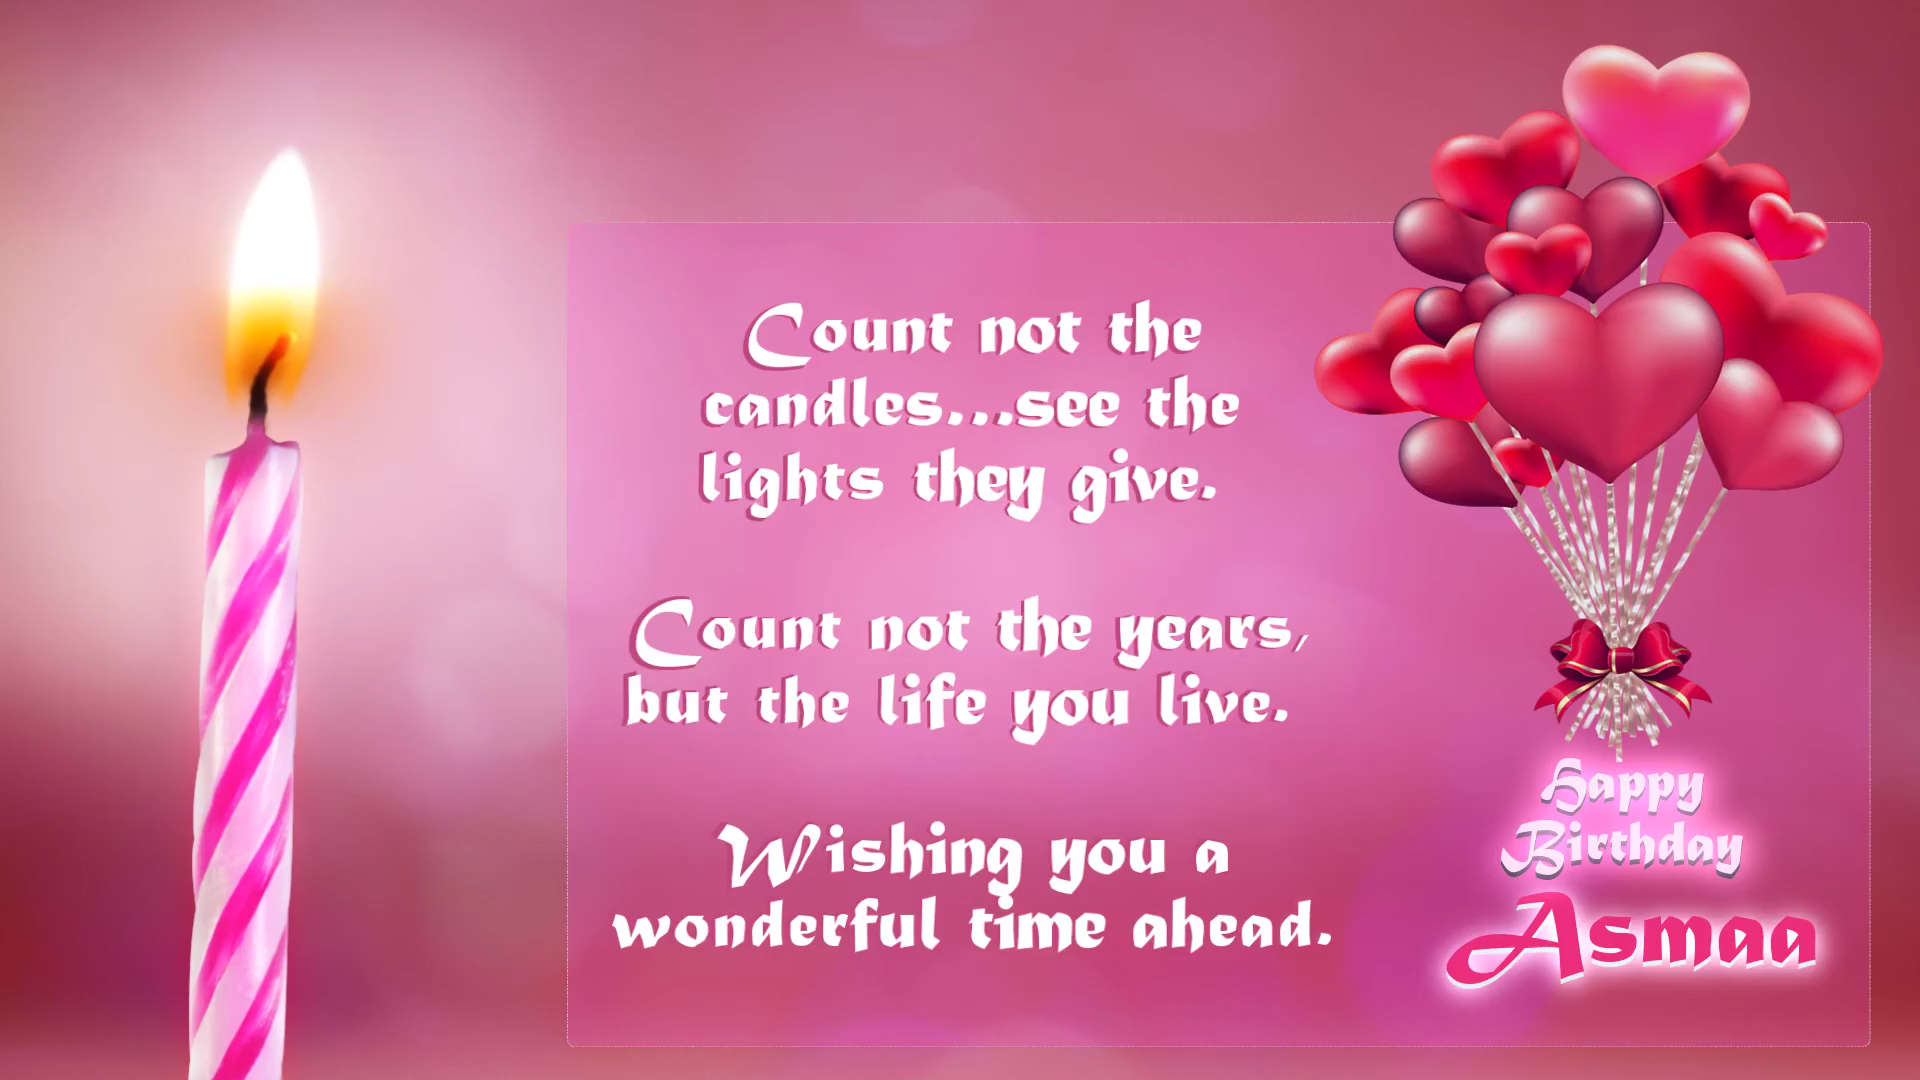 Count not the
candles...see the
lights they give.
Count not the years,
but the life you live.
Wishing you a
wonderful time ahead.
Happy
Birthday
Asmaa